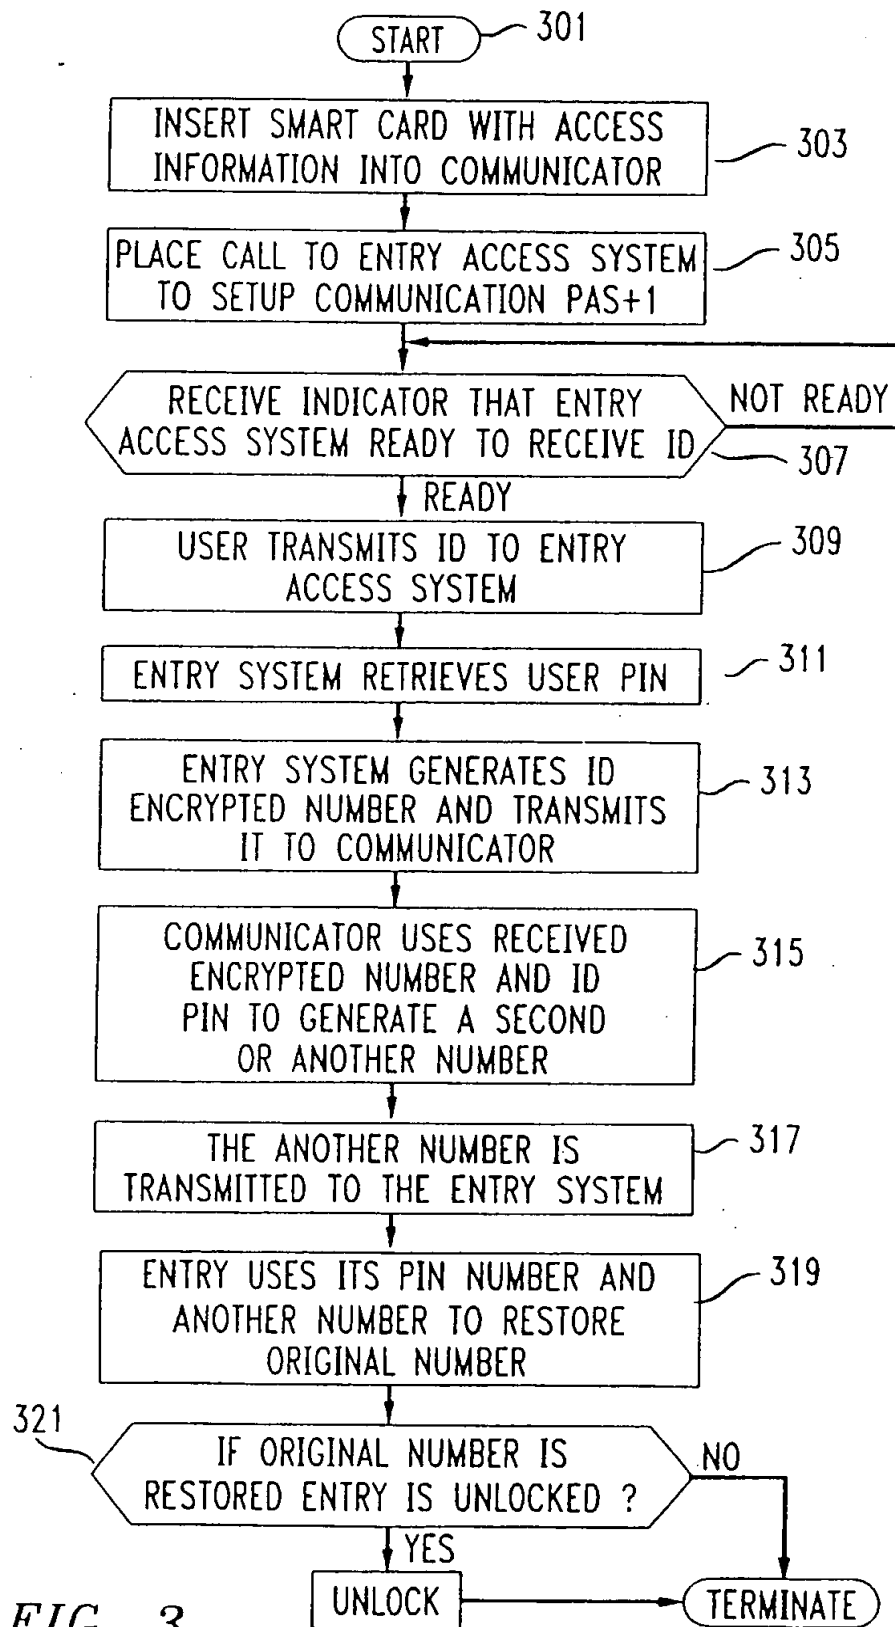 START
301
INSERT SMART CARD WITH ACCESS
INFORMATION INTO COMMUNICATOR
303
PLACE CALL TO ENTRY ACCESS SYSTEM
TO SETUP COMMUNICATION PAS+1
305
RECEIVE INDICATOR THAT ENTRY
ACCESS SYSTEM READY TO RECEIVE ID
NOT READY
307
READY
USER TRANSMITS ID TO ENTRY
ACCESS SYSTEM
309
ENTRY SYSTEM RETRIEVES USER PIN
311
ENTRY SYSTEM GENERATES ID
ENCRYPTED NUMBER AND TRANSMITS
IT TO COMMUNICATOR
313
COMMUNICATOR USES RECEIVED
ENCRYPTED NUMBER AND ID
PIN TO GENERATE A SECOND
OR ANOTHER NUMBER
315
THE ANOTHER NUMBER IS
TRANSMITTED TO THE ENTRY SYSTEM
317
ENTRY USES ITS PIN NUMBER AND
ANOTHER NUMBER TO RESTORE
ORIGINAL NUMBER
319
321
IF ORIGINAL NUMBER IS
RESTORED ENTRY IS UNLOCKED ?
NO
YES
UNLOCK
TERMINATE
FIG. 3